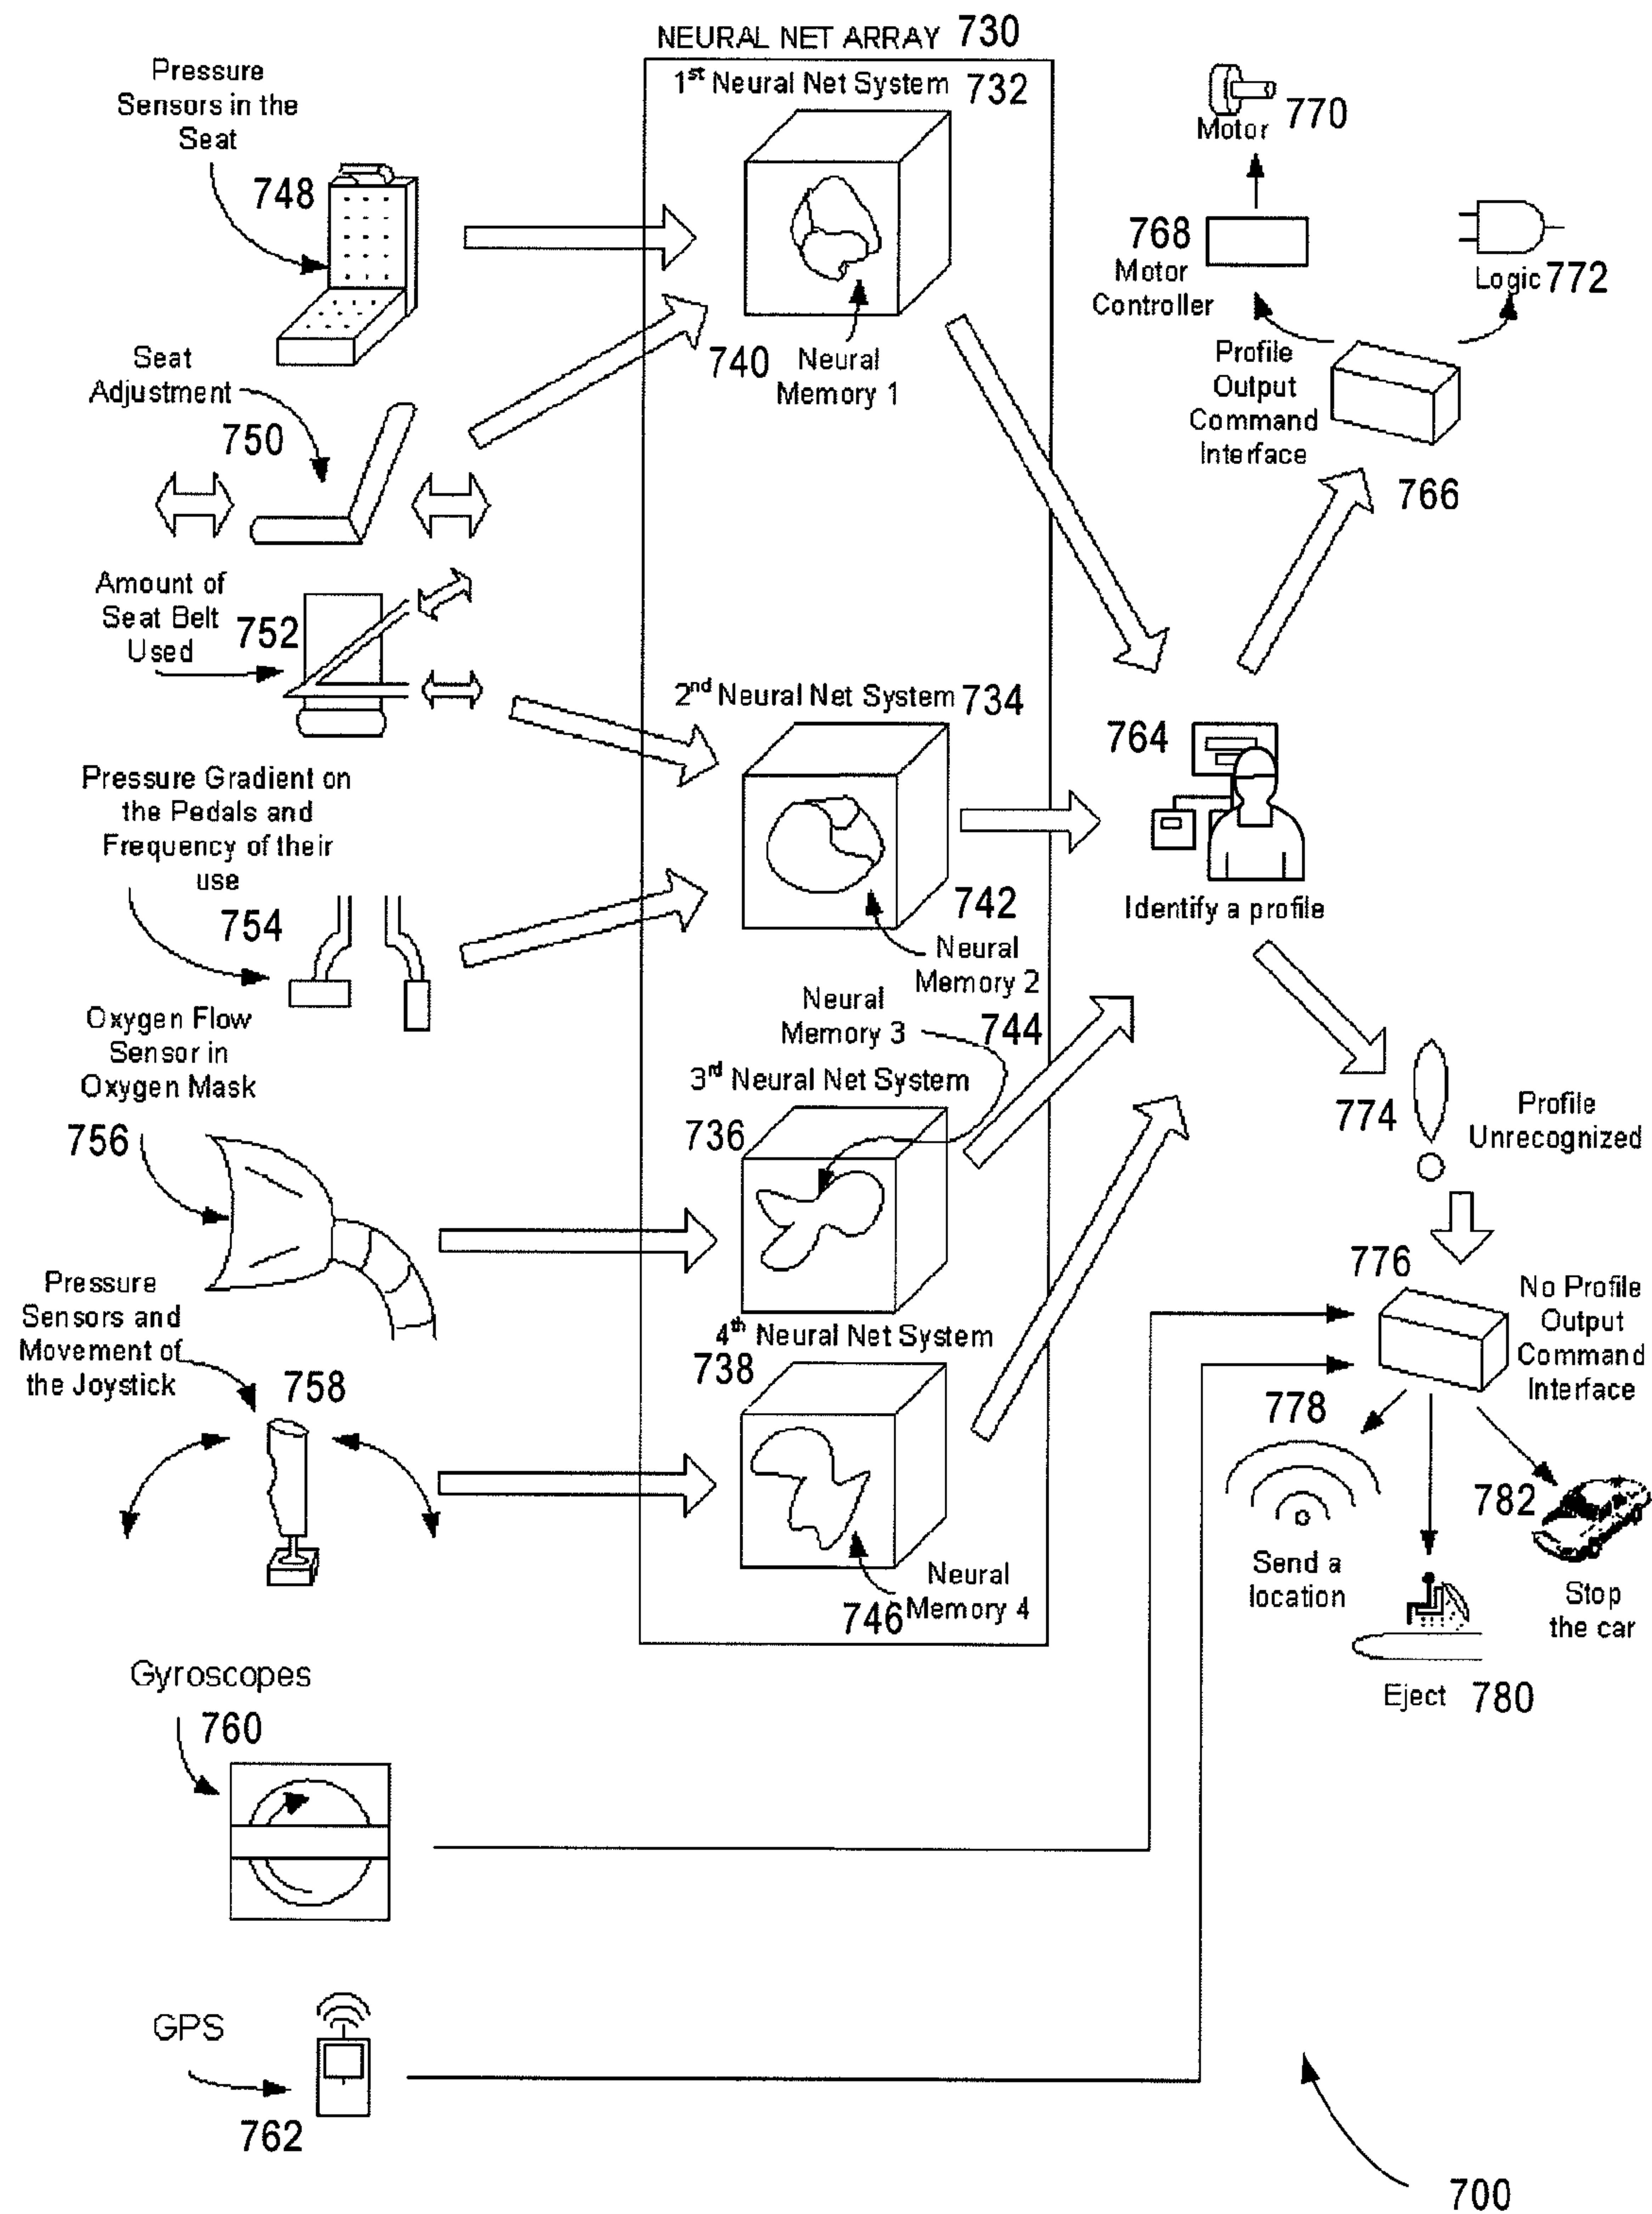 NEURAL NET ARRAY 730
1st Neural Net System 732
Pressure
Sensors in the
Seat
748
740
Neural
Memory 1
Seat
Adjustment
750
Amount of
Seat Belt
Used
752
2nd Neural Net System 734
Pressure Gradient on
the Pedals and
Frequency of their
use
754
742
Neural
Memory 2
Oxygen Flow
Sensor in
Oxygen Mask
756
Neural
Memory 3
744
3rd Neural Net System
736
Pressure
Sensors and
Movement of
the Joystick
758
4th Neural Net System
738
Neural
Memory 4
746
Gyroscopes
760
GPS
762
Motor 770
768
Motor
Controller
Logic 772
Profile
Output
Command
Interface
766
764
Identify a profile
774
Profile
Unrecognized
776
No Profile
Output
Command
Interface
778
Send a
location
782
Stop
the car
Eject 780
700